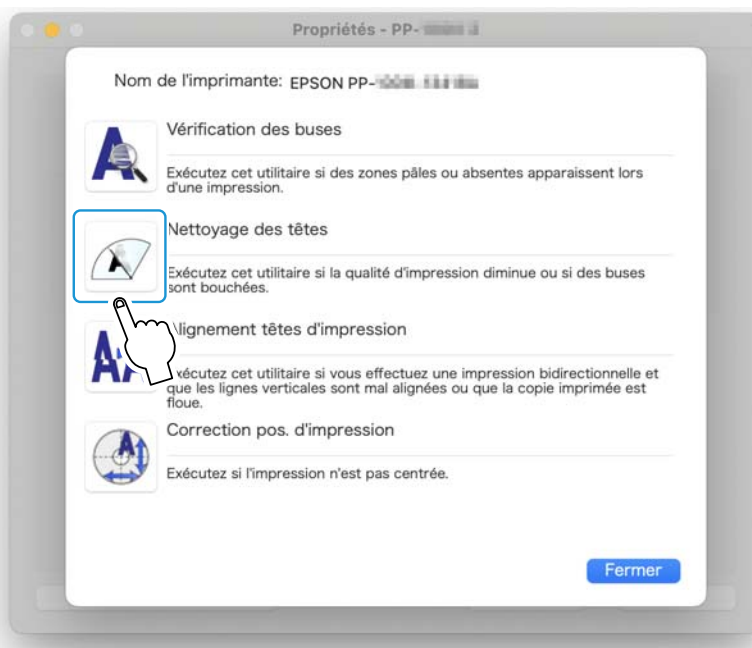 Propriétés - PP-
Nom de l'imprimante: EPSON PP-
Vérification des buses
Exécutez cet utilitaire si des zones pâles ou absentes apparaissent lors
d'une impression.
Nettoyage des têtes
Exécutez cet utilitaire si la qualité d'impression diminue ou si des buses
sont bouchées.
lignement têtes d'impression
xécutez cet utilitaire si vous effectuez une impression bidirectionnelle et
que les lignes verticales sont mal alignées ou que la copie imprimée est
floue.
Correction pos. d'impression
Exécutez si l'impression n'est pas centrée.
Fermer